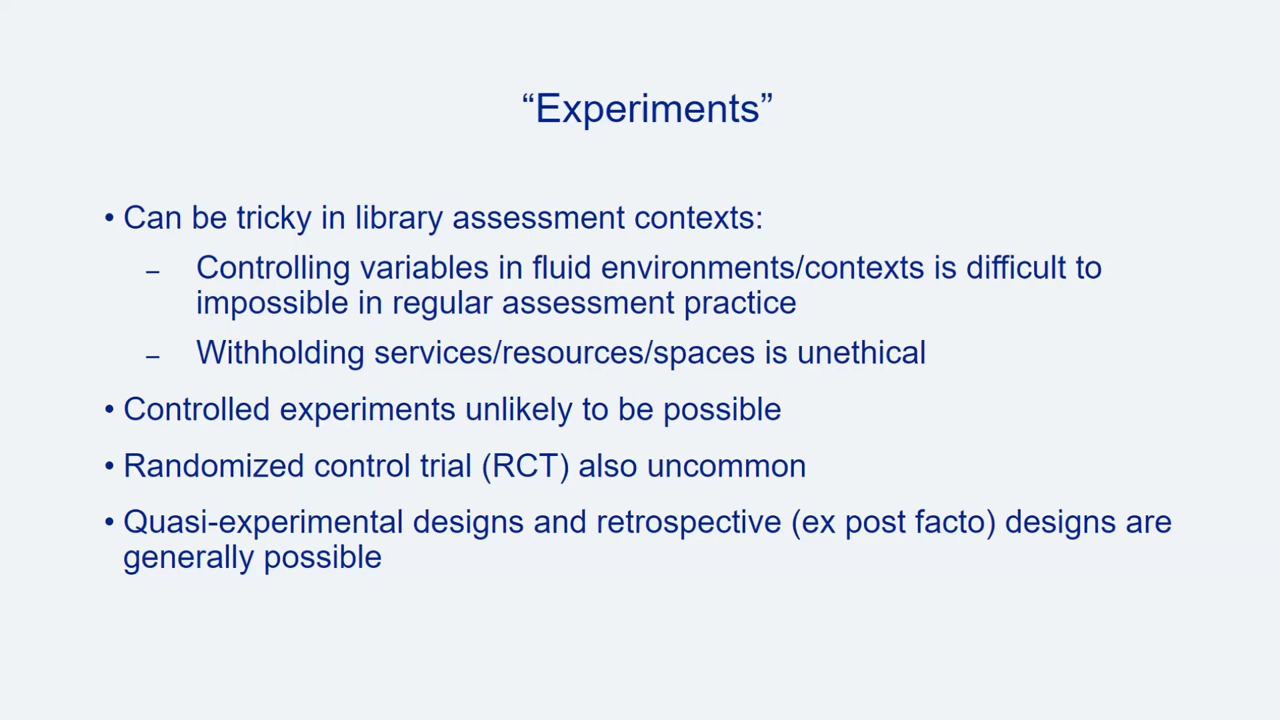 “Experiments”
• Can be tricky in library assessment contexts:
– Controlling variables in fluid environments/contexts is difficult to
impossible in regular assessment practice
– Withholding services/resources/spaces is unethical
• Controlled experiments unlikely to be possible
• Randomized control trial (RCT) also uncommon
• Quasi-experimental designs and retrospective (ex post facto) designs are
generally possible